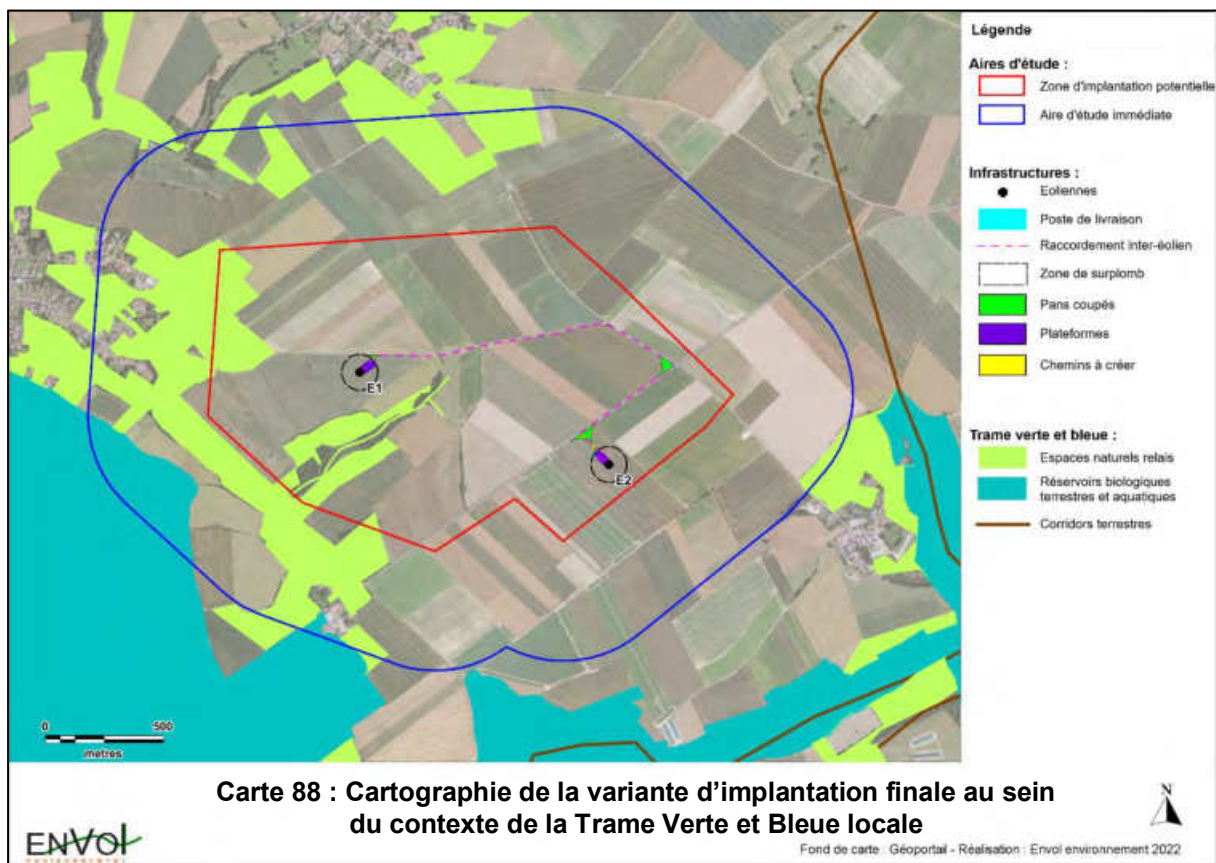 Légende
Aires d'étude :
Zone d'implantation potentielle
Aire d'étude immédiate
Infrastructures :
Eoliennes
Poste de livraison
Raccordement inter-éolien
Zone de surplomb
Pans coupés
Plateformes
Chemins à créer
Trame verte et bleue :
Espaces naturels relais
Réservoirs biologiques
terrestres et aquatiques
Corridors terrestres
E1
E2
0 500
metres
Carte 88 : Cartographie de la variante d'implantation finale au sein
du contexte de la Trame Verte et Bleue locale
N
ENVOL
environnement
Fond de carte : Géoportail - Réalisation : Envol environnement 2022